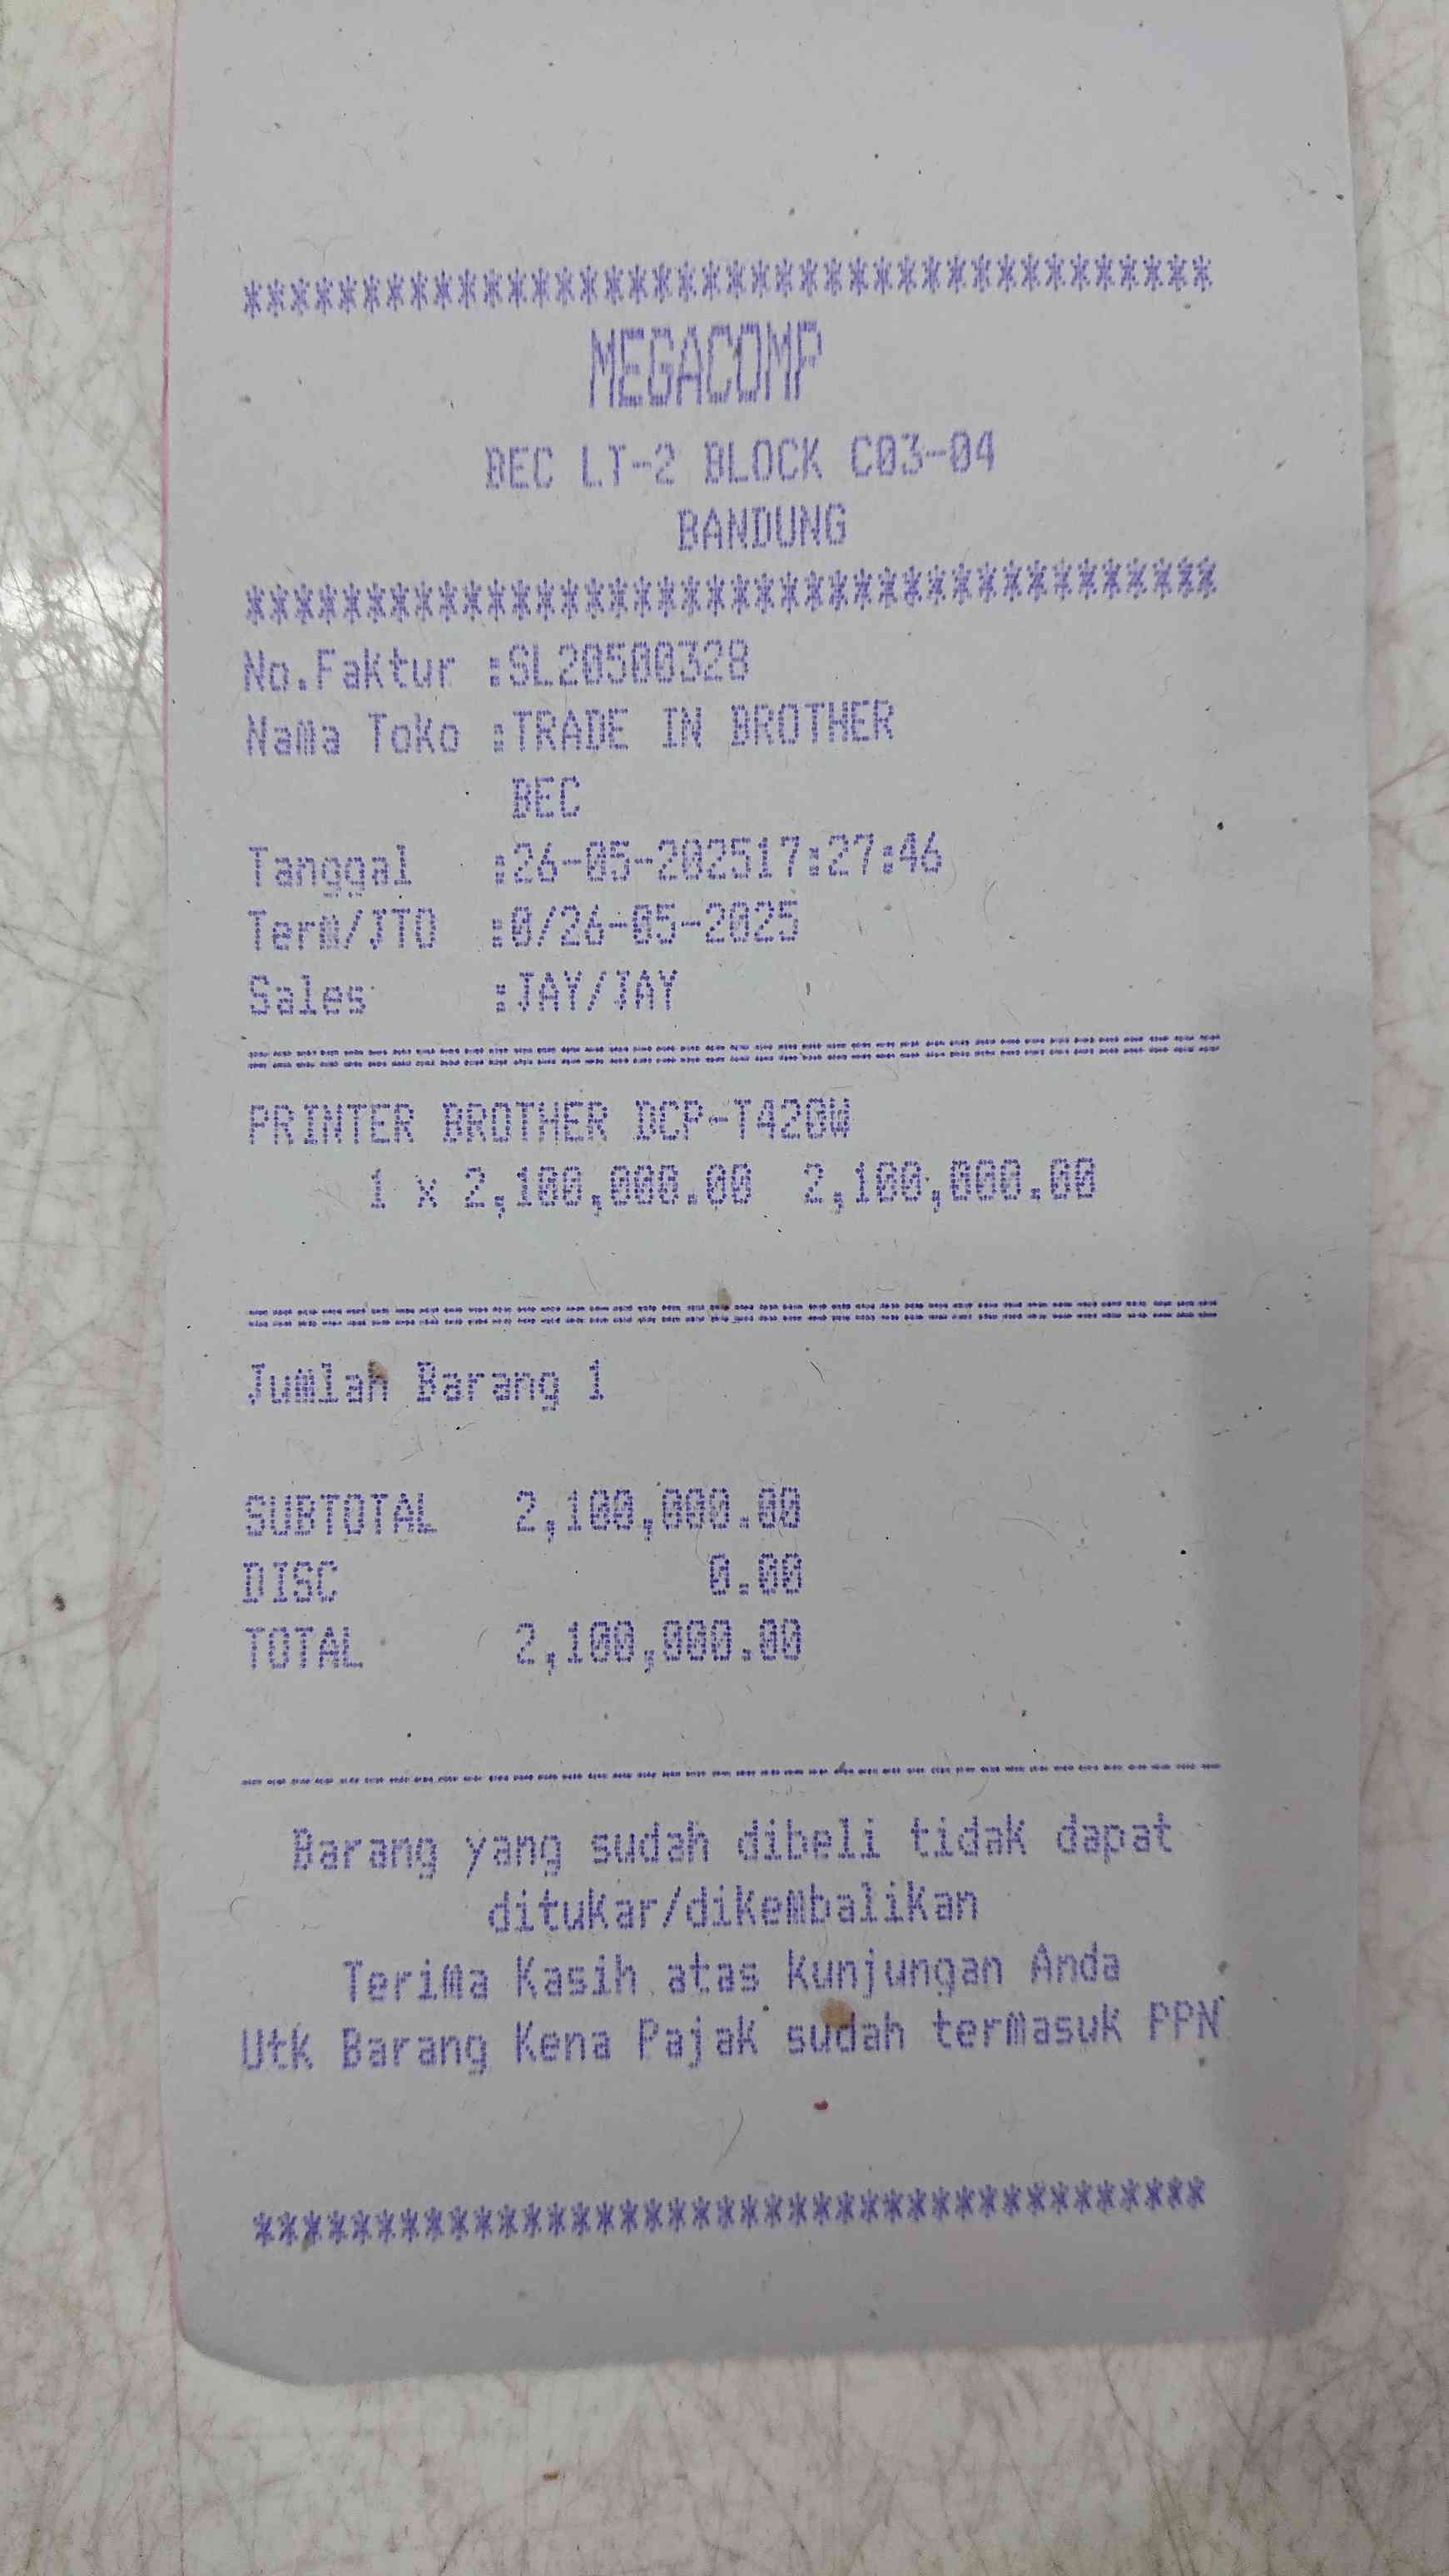 ****************************************
MEGACOMP
BEC LT-2 BLOCK C03-04
BANDUNG
****************************************
No.Faktur :SL20500328
Nama Toko :TRADE IN BROTHER
BEC
Tanggal :26-05-202517:27:46
Term/JTO :0/26-05-2025
Sales :JAY/JAY
========================================
PRINTER BROTHER DCP-T420W
1 x 2,100,000.00 2,100,000.00
========================================
Jumlah Barang 1
SUBTOTAL 2,100,000.00
DISC 0.00
TOTAL 2,100,000.00
----------------------------------------
Barang yang sudah dibeli tidak dapat
ditukar/dikembalikan
Terima Kasih atas kunjungan Anda
Utk Barang Kena Pajak sudah termasuk PPN
***************************************